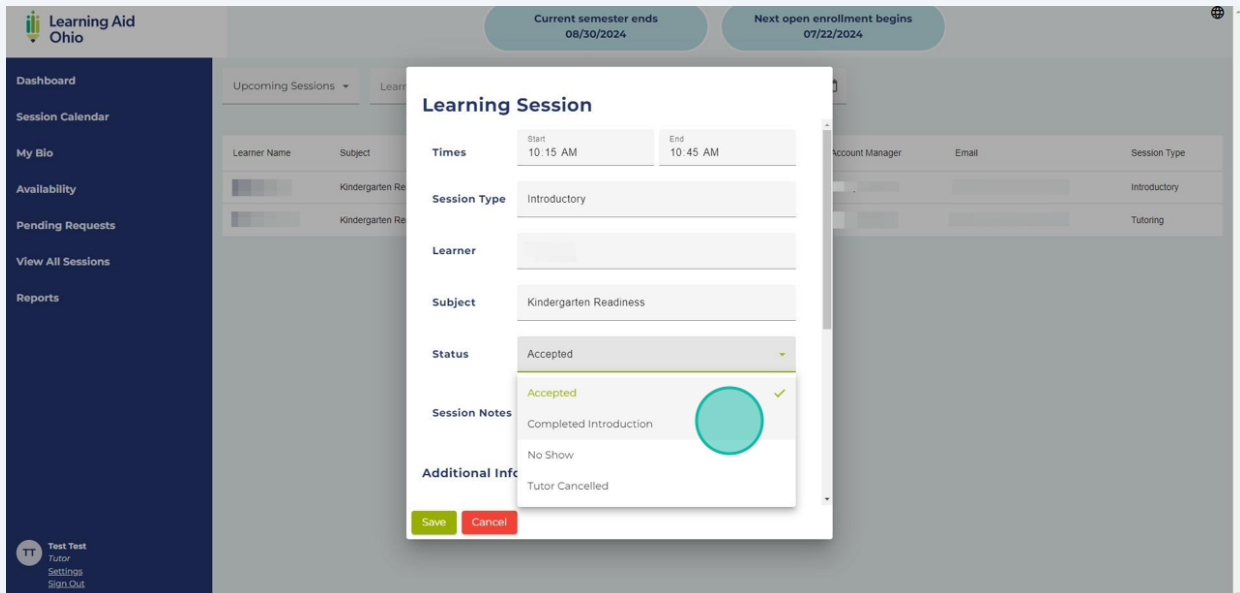 Learning Aid
Ohio
Current semester ends
08/30/2024
Next open enrollment begins
07/22/2024
Dashboard
Session Calendar
My Bio
Availability
Pending Requests
View All Sessions
Reports
Upcoming Sessions
Learner Name Subject Account Manager Email Session Type
Kindergarten Re Introductory
Kindergarten Re Tutoring
Learning Session
Times Start 10:15 AM End 10:45 AM
Session Type Introductory
Learner
Subject Kindergarten Readiness
Status Accepted
Accepted
Completed Introduction
No Show
Tutor Cancelled
Session Notes
Additional Info
Save Cancel
TT
Test Test
Tutor
Settings
Sign Out